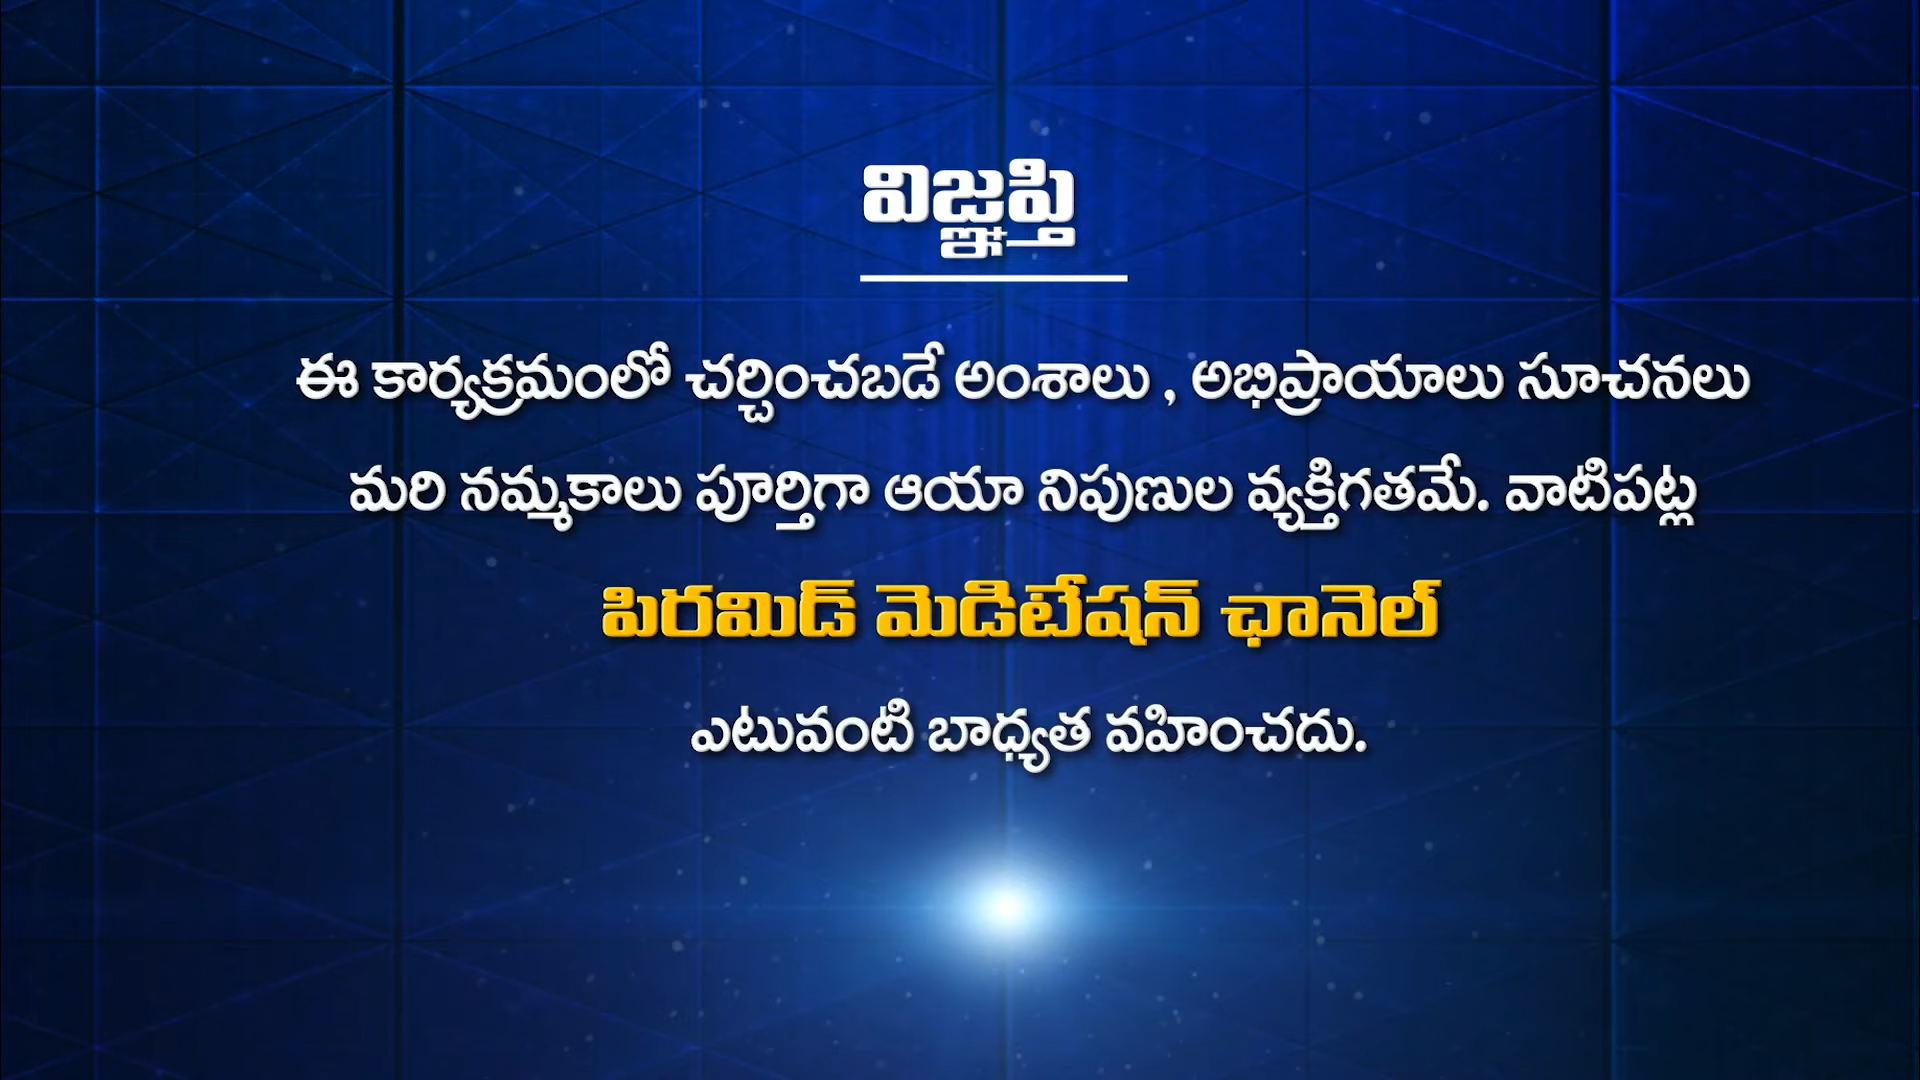 విజ్ఞప్తి
ఈ కార్యక్రమంలో చర్చించబడే అంశాలు , అభిప్రాయాలు సూచనలు
మరి నమ్మకాలు పూర్తిగా ఆయా నిపుణుల వ్యక్తిగతమే. వాటిపట్ల
పిరమిడ్ మెడిటేషన్ ఛానెల్
ఎటువంటి బాధ్యత వహించదు.